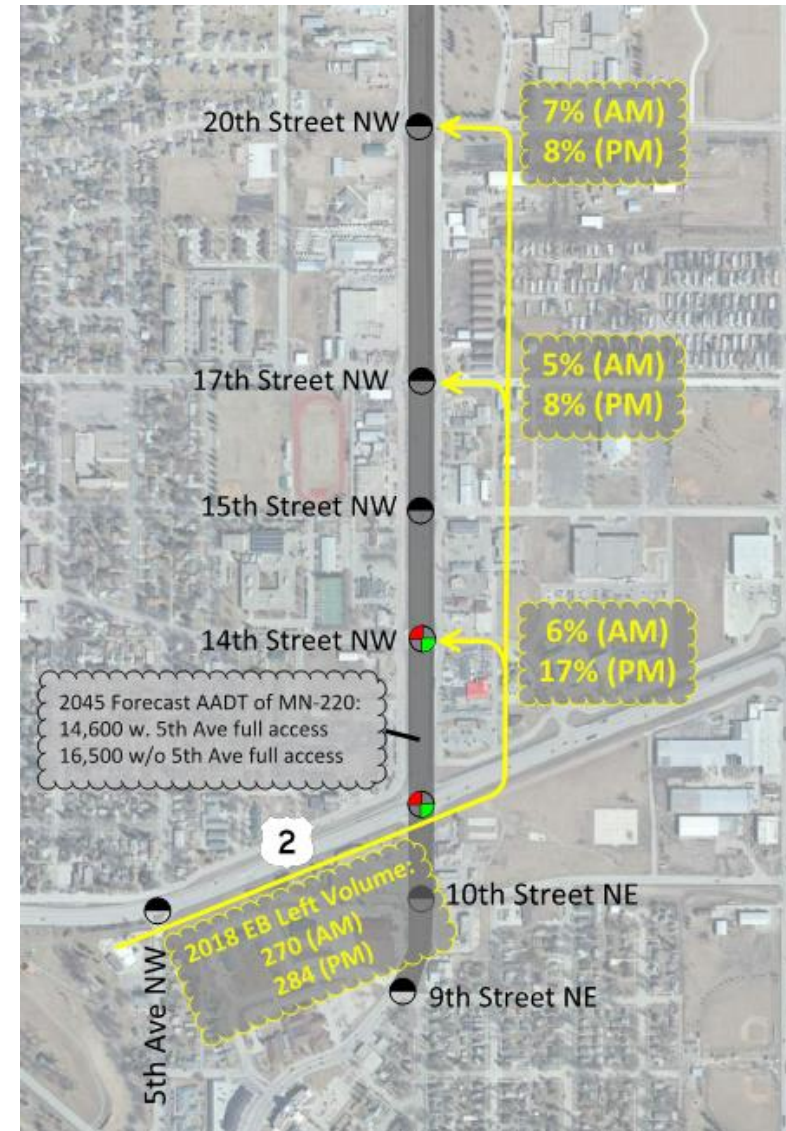 20th Street NW
7% (AM)
8% (PM)
17th Street NW
5% (AM)
8% (PM)
15th Street NW
14th Street NW
6% (AM)
17% (PM)
2045 Forecast AADT of MN-220:
14,600 w. 5th Ave full access
16,500 w/o 5th Ave full access
2
2018 EB Left Volume:
270 (AM)
284 (PM)
10th Street NE
9th Street NE
5th Ave NW